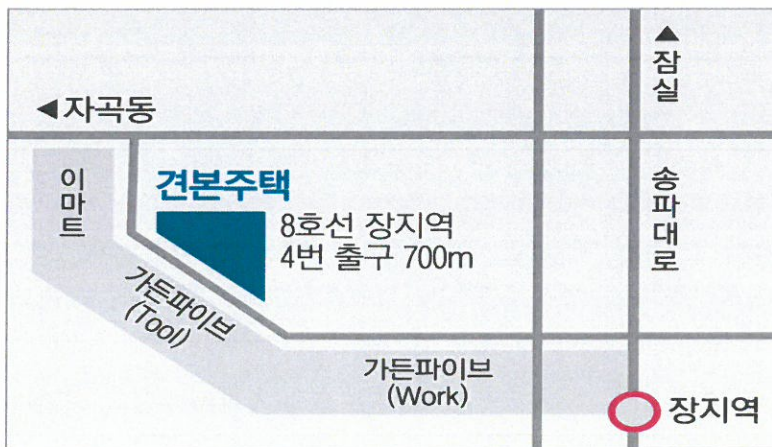 ▲잠실
◀자곡동
이마트
견본주택
8호선 장지역
4번 출구 700m
송파대로
가든파이브
(Tool)
가든파이브
(Work)
장지역